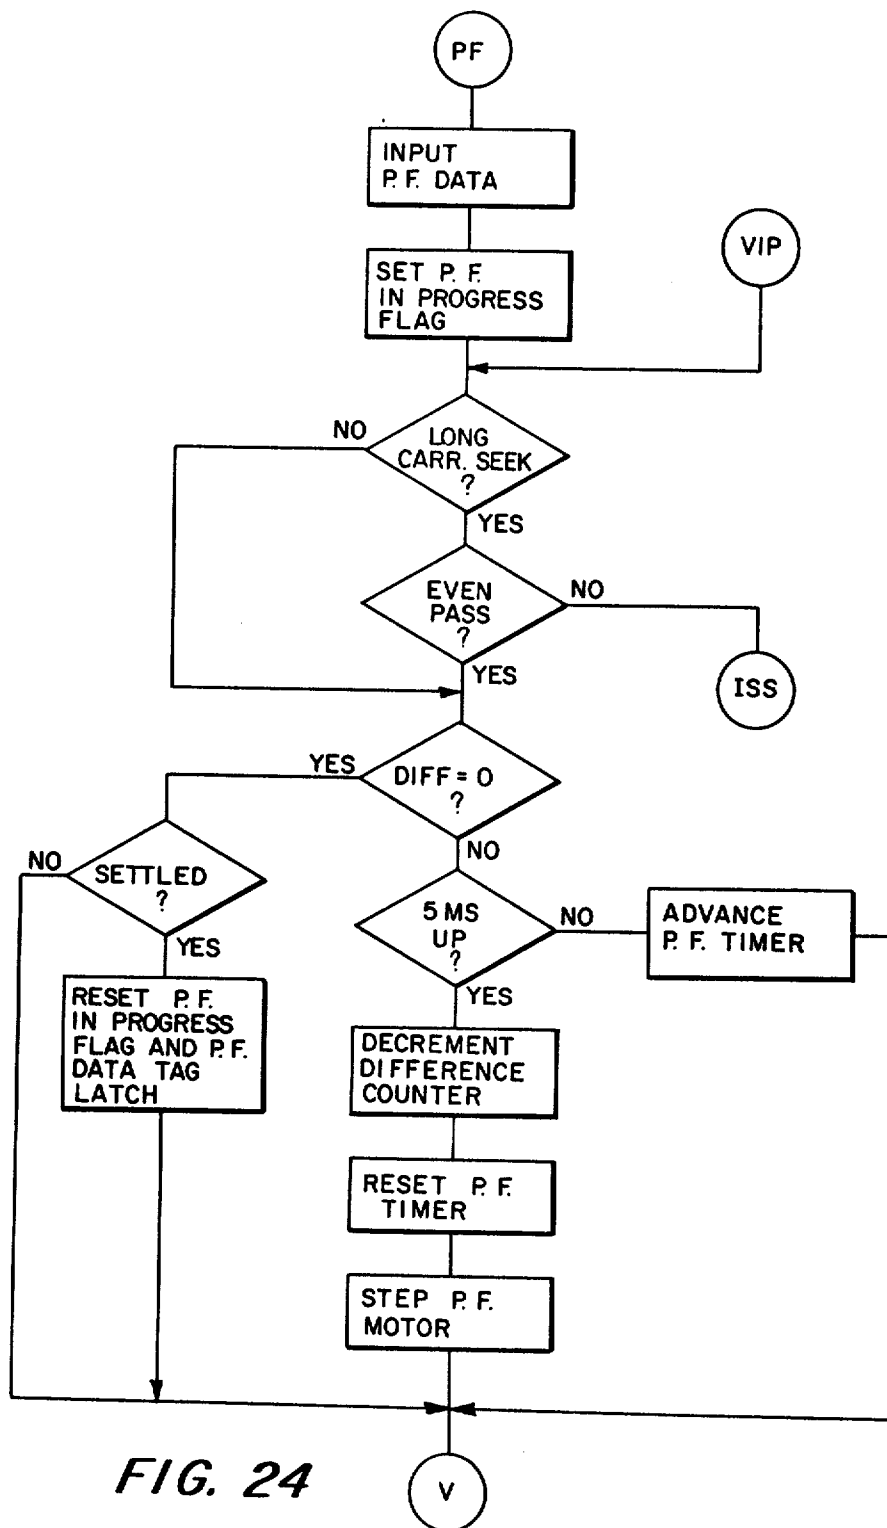 PF
INPUT
P.F. DATA
SET P.F.
IN PROGRESS
FLAG
VIP
NO
LONG
CARR. SEEK
?
YES
EVEN
PASS
?
NO
YES
ISS
YES
DIFF = 0
?
NO
NO
SETTLED
?
YES
5 MS
UP
?
NO
ADVANCE
P.F. TIMER
YES
RESET P.F.
IN PROGRESS
FLAG AND P.F.
DATA TAG
LATCH
DECREMENT
DIFFERENCE
COUNTER
RESET P.F.
TIMER
STEP P.F.
MOTOR
FIG. 24
V